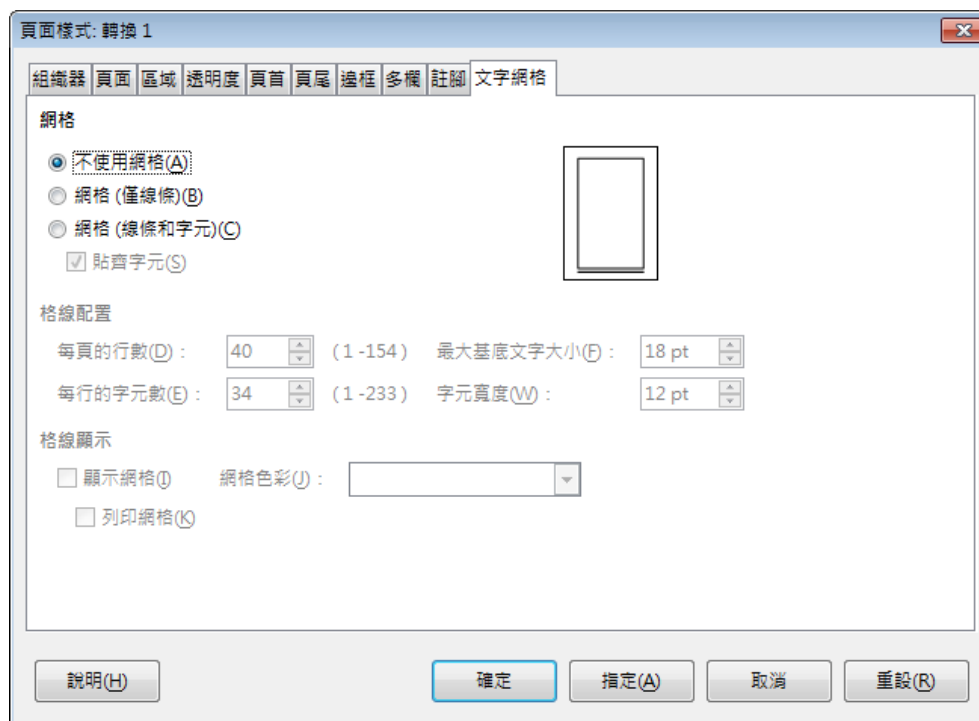 頁面樣式: 轉換 1
組織器 頁面 區域 透明度 頁首 頁尾 邊框 多欄 註腳 文字網格
網格
不使用網格(A)
網格 (僅線條)(B)
網格 (線條和字元)(C)
貼齊字元(S)
格線配置
每頁的行數(D)： 40 (1 -154) 最大基底文字大小(F)： 18 pt
每行的字元數(E)： 34 (1 -233) 字元寬度(W)： 12 pt
格線顯示
顯示網格(I) 網格色彩(J)：
列印網格(K)
說明(H) 確定 指定(A) 取消 重設(R)